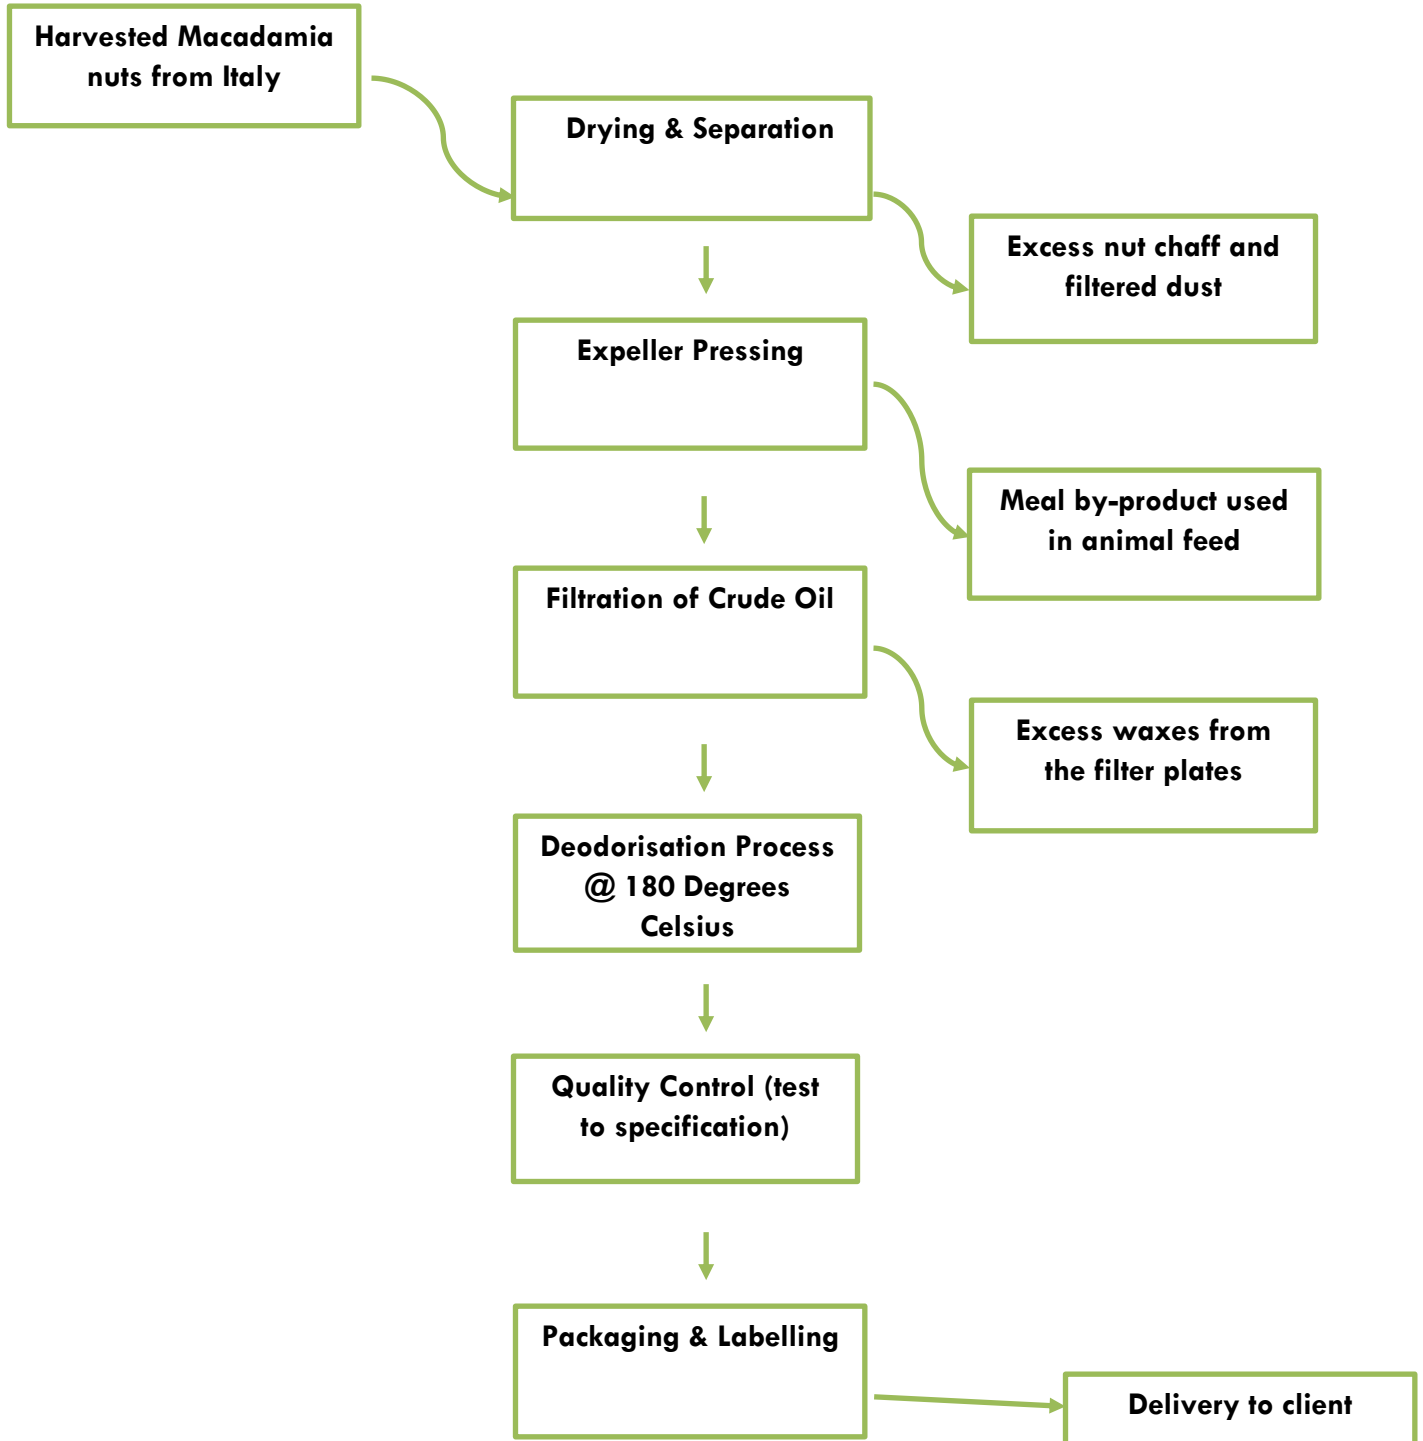 Harvested Macadamia
nuts from Italy
Drying & Separation
Excess nut chaff and
filtered dust
Expeller Pressing
Meal by-product used
in animal feed
Filtration of Crude Oil
Excess waxes from
the filter plates
Deodorisation Process
@ 180 Degrees
Celsius
Quality Control (test
to specification)
Packaging & Labelling
Delivery to client